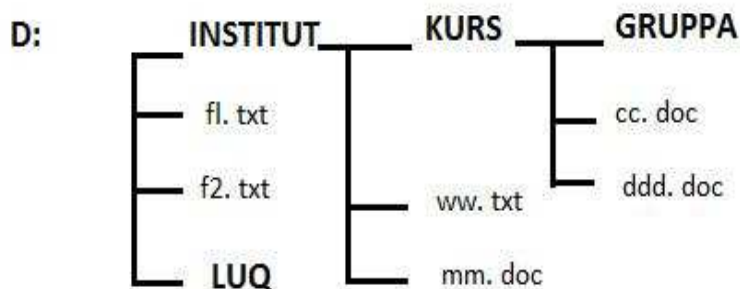 D: INSTITUT KURS GRUPPA
fl. txt cc. doc
f2. txt ddd. doc
ww. txt
LUQ mm. doc